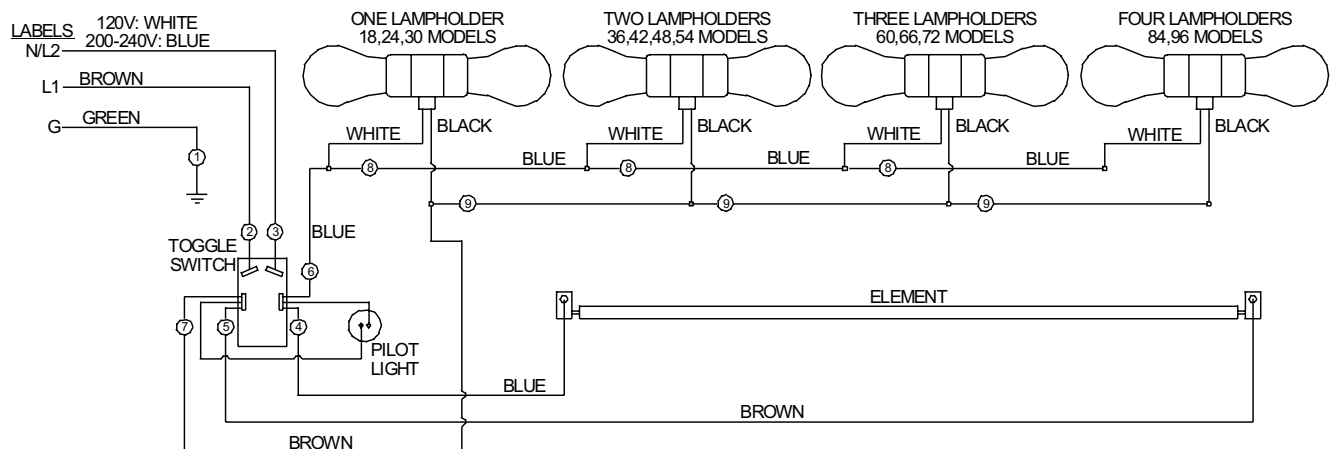 LABELS
120V: WHITE
200-240V: BLUE
N/L2
L1
BROWN
G
GREEN
1
ONE LAMPHOLDER
18,24,30 MODELS
TWO LAMPHOLDERS
36,42,48,54 MODELS
THREE LAMPHOLDERS
60,66,72 MODELS
FOUR LAMPHOLDERS
84,96 MODELS
WHITE
BLACK
WHITE
BLACK
WHITE
BLACK
WHITE
BLACK
8
BLUE
8
BLUE
8
BLUE
9
9
9
2
3
BLUE
TOGGLE
SWITCH
6
7
5
4
PILOT
LIGHT
ELEMENT
BLUE
BROWN
BROWN